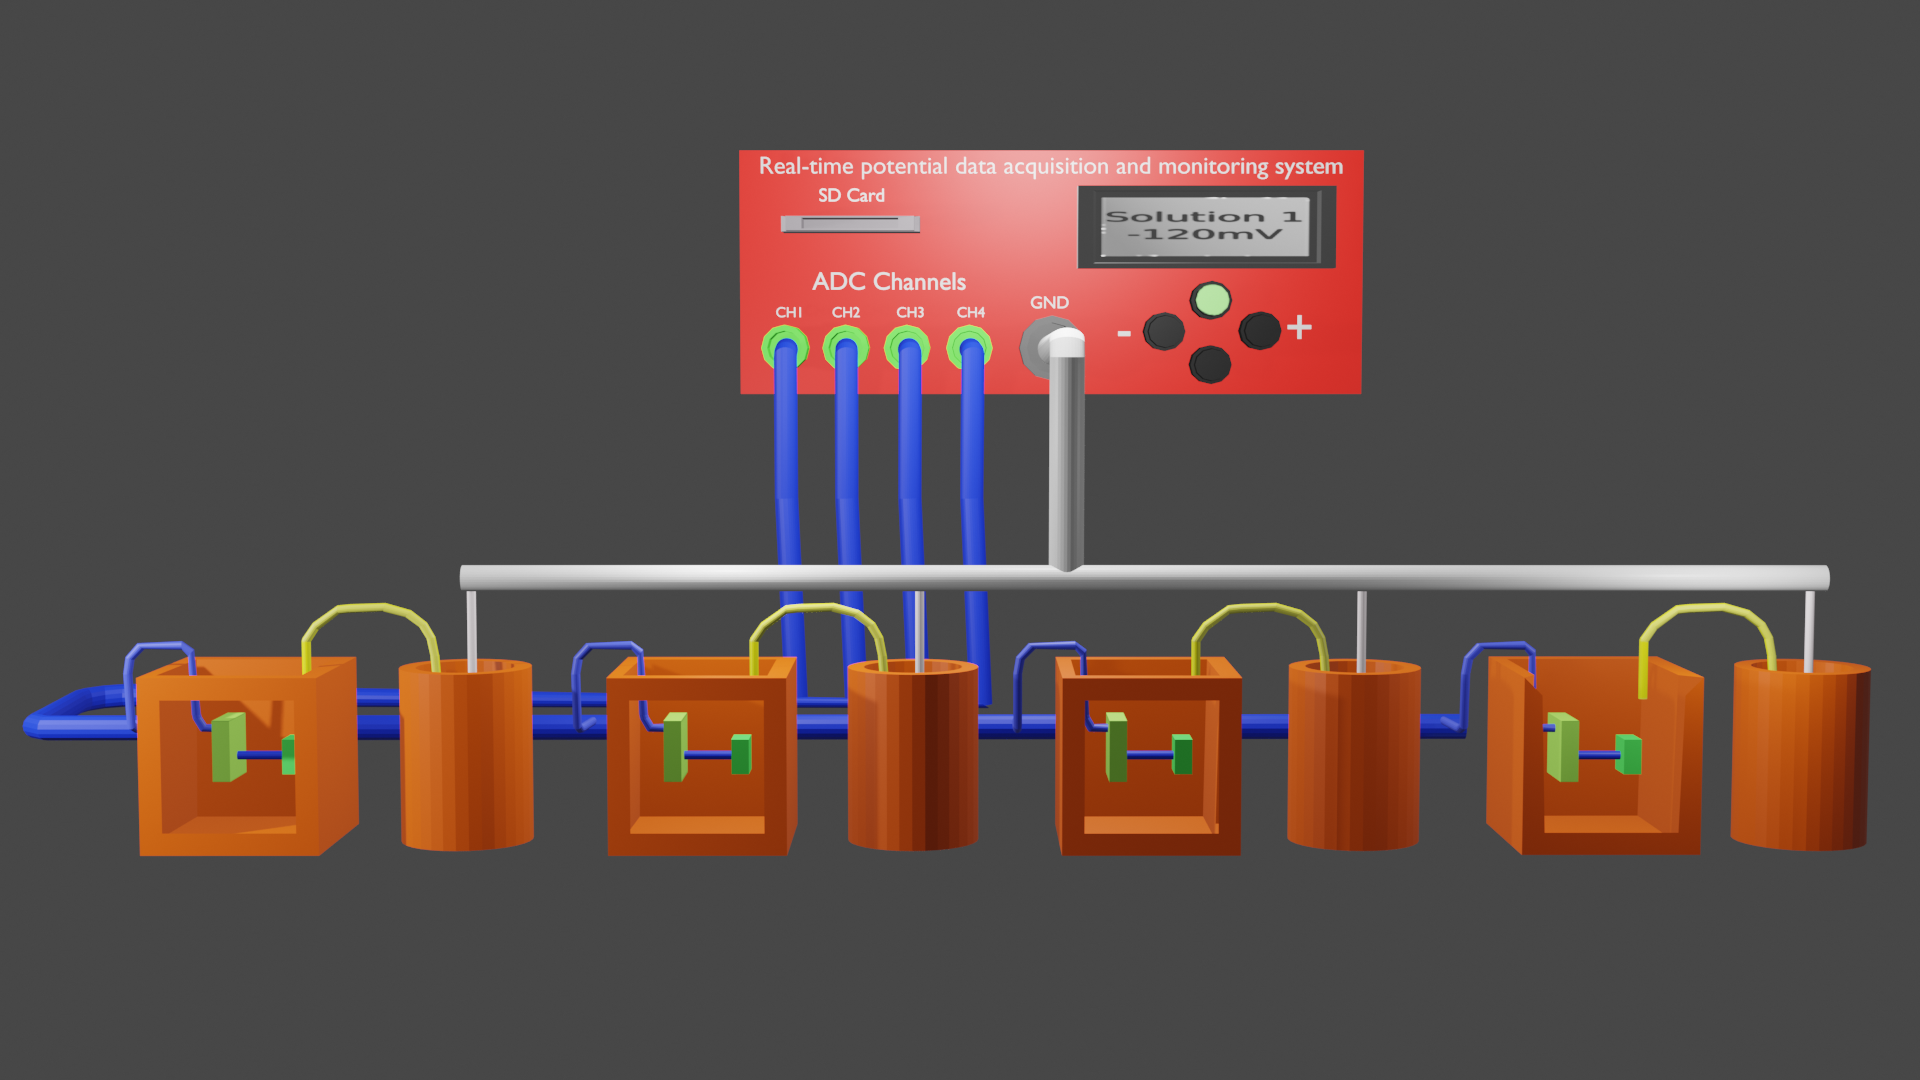 Real-time potential data acquisition and monitoring system
SD Card
Solution 1
-120mV
ADC Channels
CH1 CH2 CH3 CH4
GND
- +